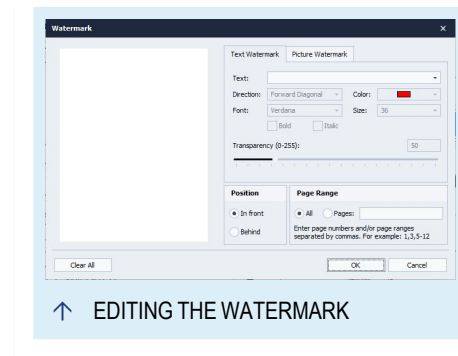 Watermark
Text Watermark Picture Watermark
Text:
Direction: Forward Diagonal Color:
Font: Verdana Size: 36
Bold Italic
Transparency (0-255): 50
Position Page Range
In front All Pages:
Behind Enter page numbers and/or page ranges
separated by commas. For example: 1,3,5-12
Clear All OK Cancel
↑ EDITING THE WATERMARK